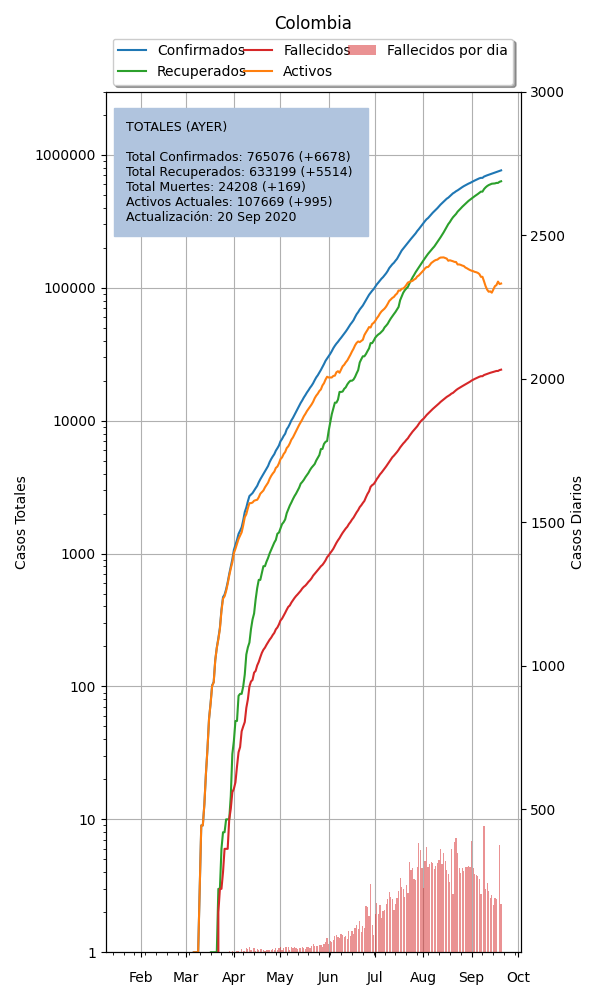 Colombia
Confirmados Fallecidos Fallecidos por dia
Recuperados Activos
TOTALES (AYER)
Total Confirmados: 765076 (+6678)
Total Recuperados: 633199 (+5514)
Total Muertes: 24208 (+169)
Activos Actuales: 107669 (+995)
Actualización: 20 Sep 2020
Casos Totales
1000000
100000
10000
1000
100
10
1
3000
2500
2000
1500
1000
500
Casos Diarios
Feb Mar Apr May Jun Jul Aug Sep Oct